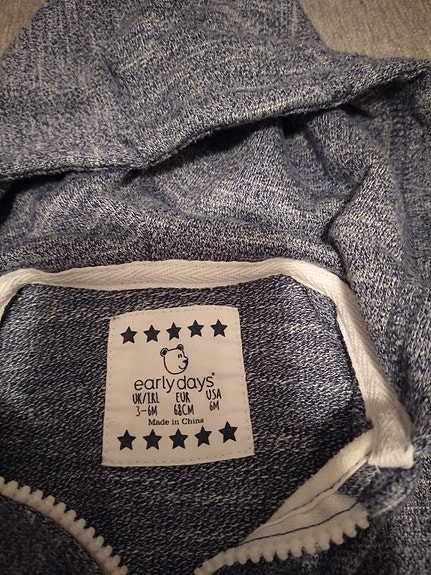 early days®
UK/IRL EUR USA
3-6M 68CM 6M
Made in China